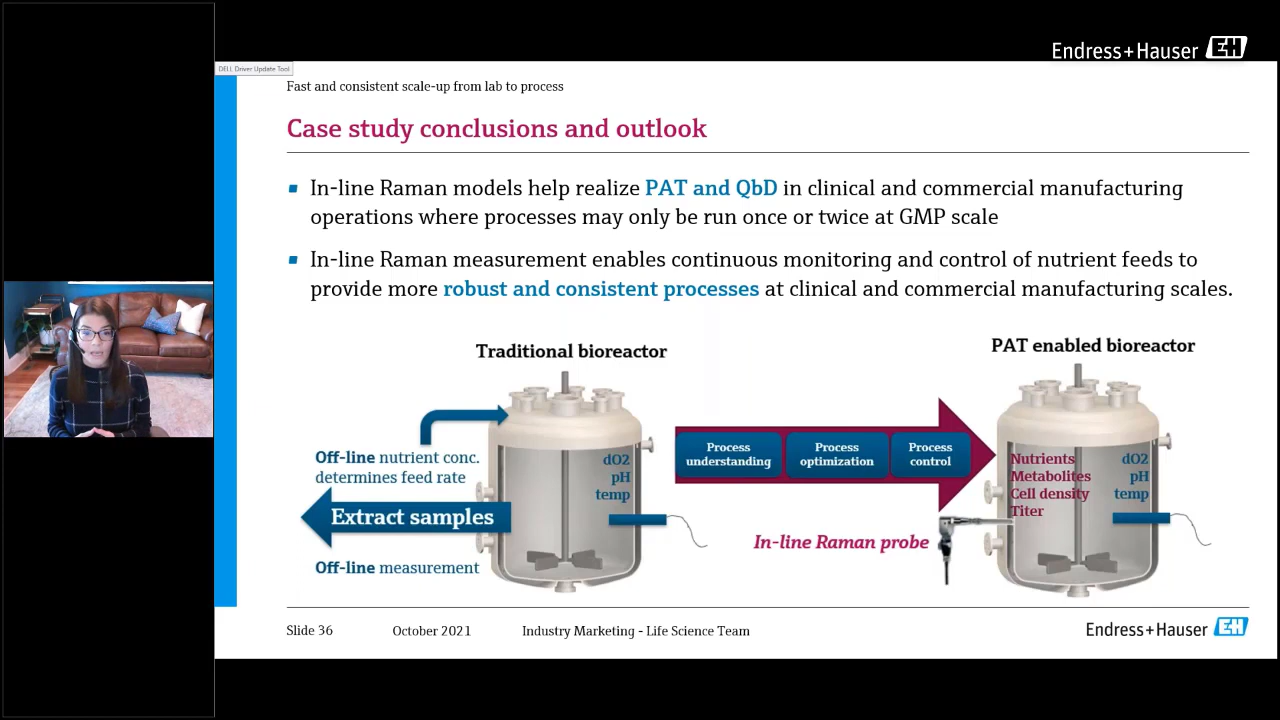 Endress+Hauser EH
DELL Driver Update Tool
Fast and consistent scale-up from lab to process
Case study conclusions and outlook
In-line Raman models help realize PAT and QbD in clinical and commercial manufacturing
operations where processes may only be run once or twice at GMP scale
In-line Raman measurement enables continuous monitoring and control of nutrient feeds to
provide more robust and consistent processes at clinical and commercial manufacturing scales.
Traditional bioreactor
Off-line nutrient conc.
determines feed rate
Extract samples
Off-line measurement
dO2
pH
temp
Process
understanding
Process
optimization
Process
control
In-line Raman probe
PAT enabled bioreactor
Nutrients
Metabolites
Cell density
Titer
dO2
pH
temp
Slide 36
October 2021
Industry Marketing - Life Science Team
Endress+Hauser EH